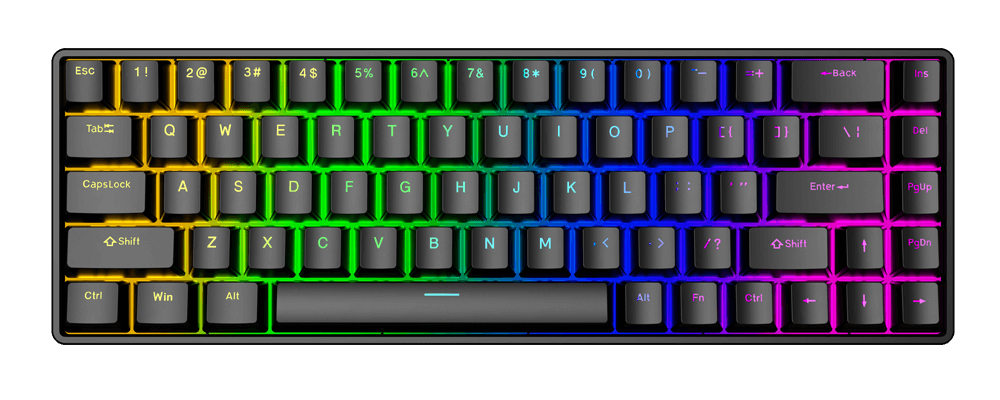 Esc 1! 2@ 3# 4$ 5% 6^ 7& 8* 9( 0) -_ =+ ←Back Ins
Tab Q W E R T Y U I O P [{ ]} \| Del
CapsLock A S D F G H J K L ;: '" Enter↵ PgUp
⇧Shift Z X C V B N M ,< .> /? ⇧Shift ↑ PgDn
Ctrl Win Alt Alt Fn Ctrl ← ↓ →